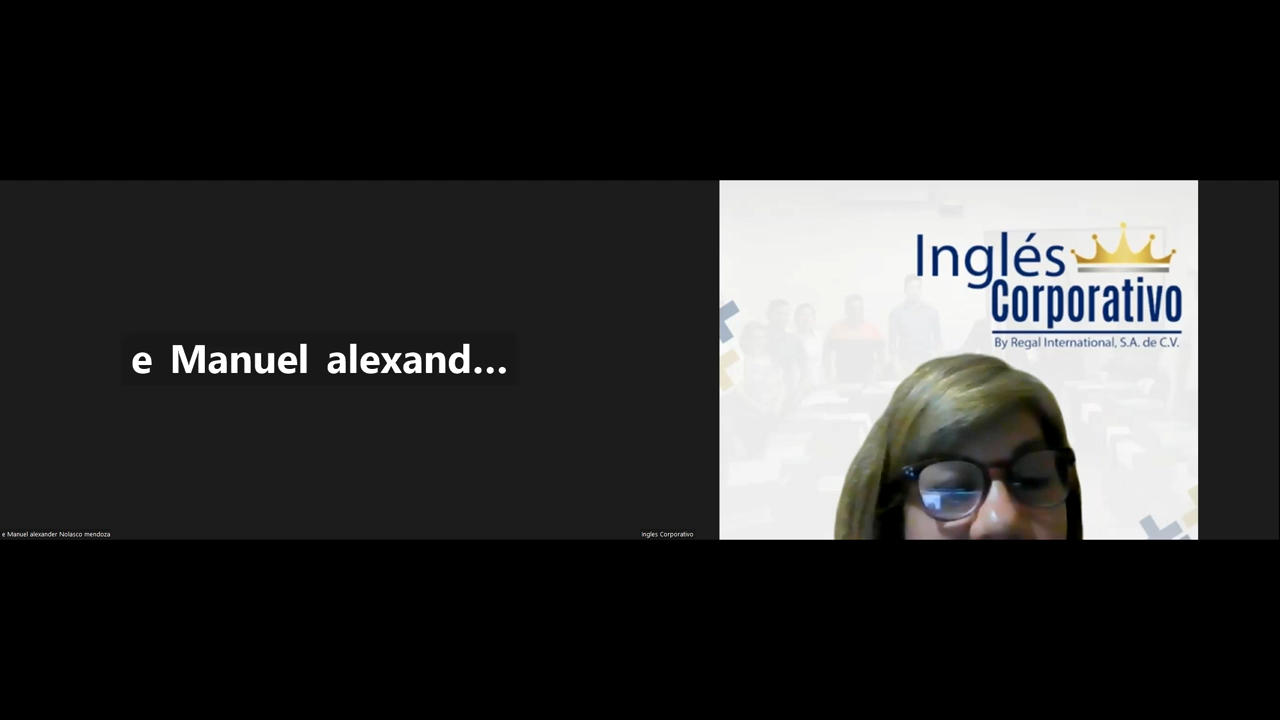 e Manuel alexand...
e Manuel alexander Nolasco mendoza
Ingles Corporativo
Inglés
Corporativo
By Regal International, S.A. de C.V.